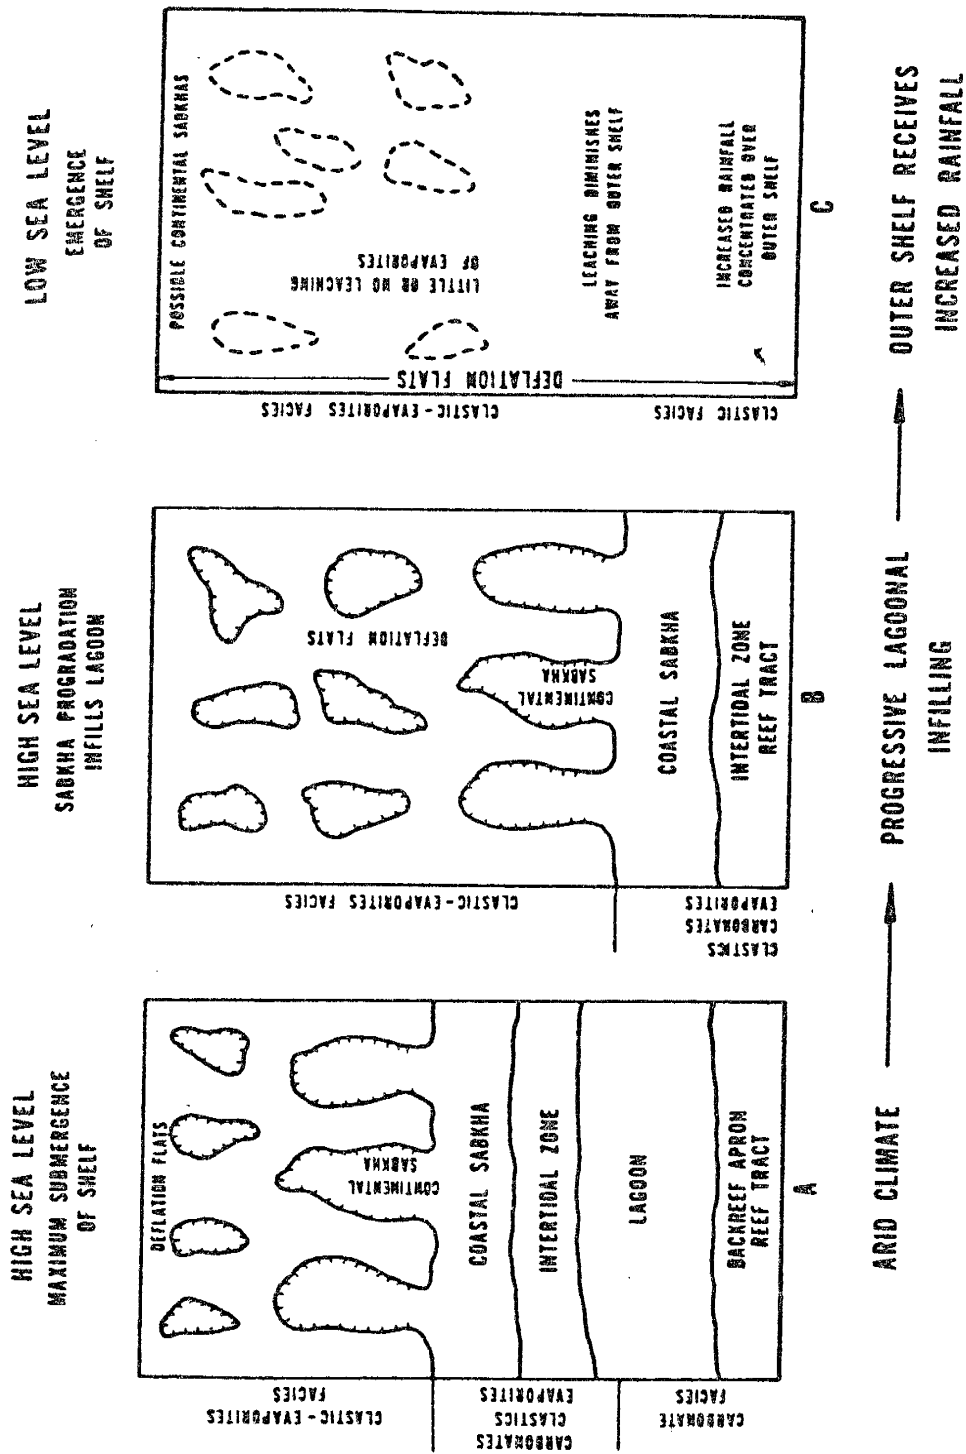 HIGH SEA LEVEL
MAXIMUM SUBMERGENCE
OF SHELF
CLASTIC-EVAPORITES
FACIES
CARBONATES
CLASTICS
EVAPORITES
CARBONATE
FACIES
DEFLATION FLATS
CONTINENTAL
SABKHA
COASTAL SABKHA
INTERTIDAL ZONE
LAGOON
BACKREEF APRON
REEF TRACT
A
HIGH SEA LEVEL
SABKHA PROGRADATION
INFILLS LAGOON
CLASTIC-EVAPORITES FACIES
CLASTICS
CARBONATES
EVAPORITES
DEFLATION FLATS
CONTINENTAL
SABKHA
COASTAL SABKHA
INTERTIDAL ZONE
REEF TRACT
B
LOW SEA LEVEL
EMERGENCE
OF SHELF
CLASTIC-EVAPORITES FACIES
CLASTIC FACIES
DEFLATION FLATS
POSSIBLE CONTINENTAL SABKHAS
LITTLE OR NO LEACHING
OF EVAPORITES
LEACHING DIMINISHES
AWAY FROM OUTER SHELF
INCREASED RAINFALL
CONCENTRATED OVER
OUTER SHELF
C
ARID CLIMATE
PROGRESSIVE LAGOONAL
INFILLING
OUTER SHELF RECEIVES
INCREASED RAINFALL